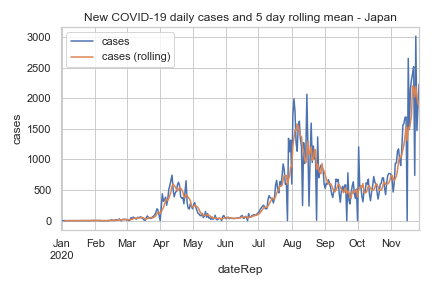 New COVID-19 daily cases and 5 day rolling mean - Japan
cases
cases (rolling)
3000
2500
2000
1500
1000
500
0
cases
Jan Feb Mar Apr May Jun Jul Aug Sep Oct Nov
2020
dateRep